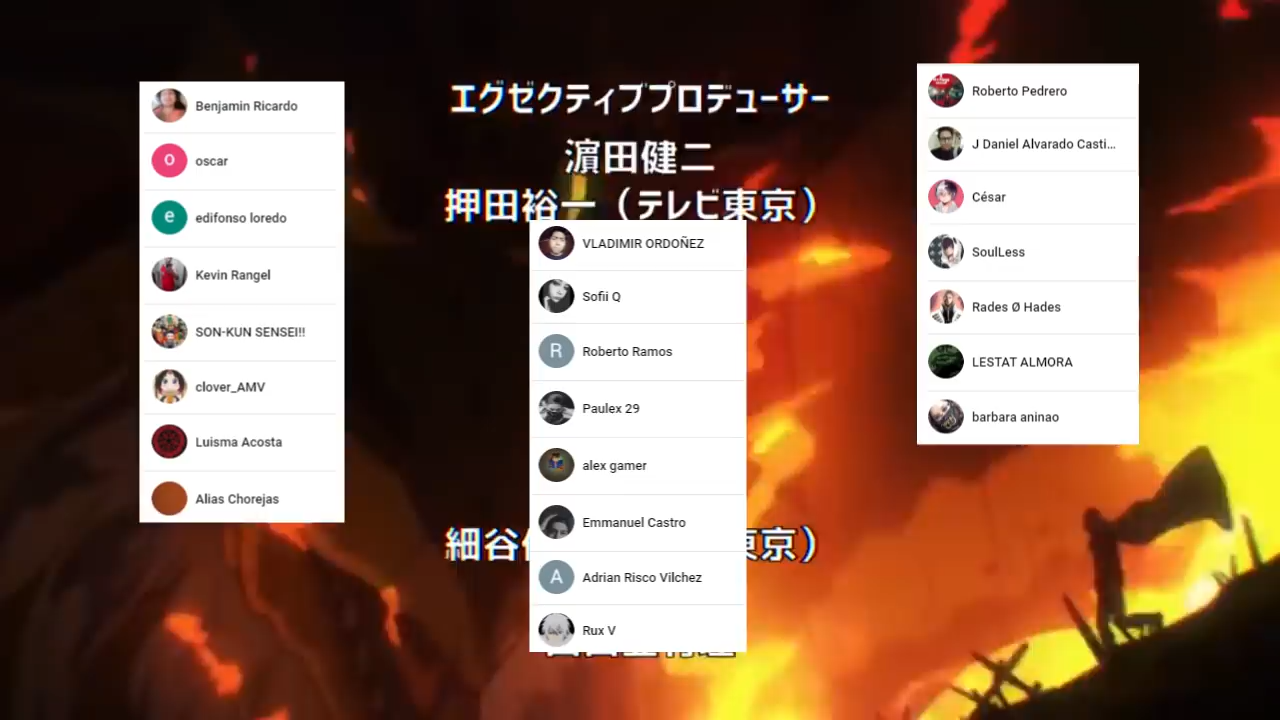 エグゼクティブプロデューサー
濵田健二
押田裕一（テレビ東京）
細谷
東京）
Benjamin Ricardo
o
oscar
e
edifonso loredo
Kevin Rangel
SON-KUN SENSEI!!
clover_AMV
Luisma Acosta
Alias Chorejas
VLADIMIR ORDOÑEZ
Sofii Q
R
Roberto Ramos
Paulex 29
alex gamer
Emmanuel Castro
A
Adrian Risco Vilchez
Rux V
Roberto Pedrero
J Daniel Alvarado Casti...
César
SoulLess
Rades Ø Hades
LESTAT ALMORA
barbara aninao